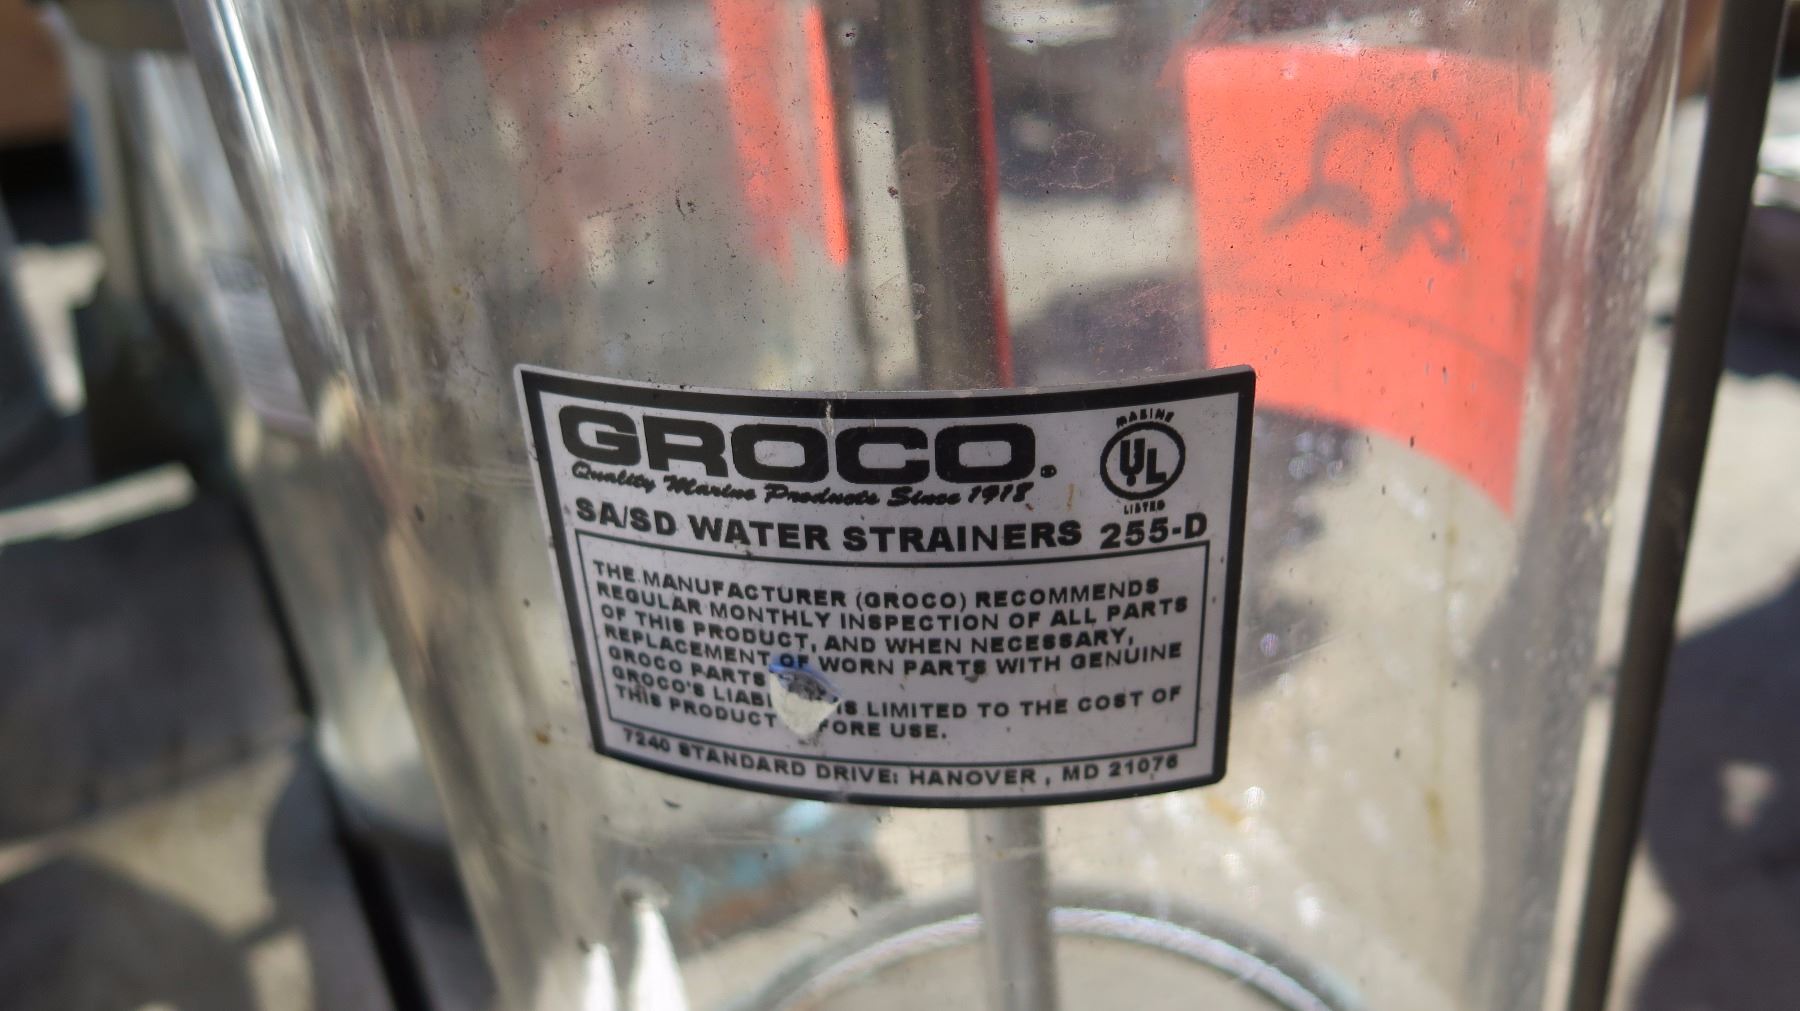 GROCO®
MARINE
UL
LISTED
Quality Marine Products Since 1918
SA/SD WATER STRAINERS 255-D
THE MANUFACTURER (GROCO) RECOMMENDS
REGULAR MONTHLY INSPECTION OF ALL PARTS
OF THIS PRODUCT, AND WHEN NECESSARY,
REPLACEMENT OF WORN PARTS WITH GENUINE
GROCO PARTS
GROCO'S LIABI IS LIMITED TO THE COST OF
THIS PRODUCT FORE USE.
7240 STANDARD DRIVE: HANOVER, MD 21076